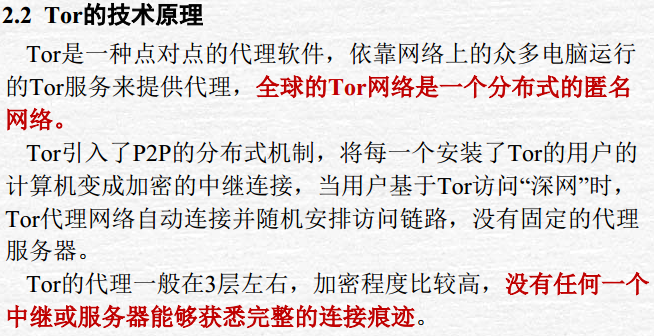 2.2 Tor的技术原理
Tor是一种点对点的代理软件，依靠网络上的众多电脑运行
的Tor服务来提供代理，全球的Tor网络是一个分布式的匿名
网络。
Tor引入了P2P的分布式机制，将每一个安装了Tor的用户的
计算机变成加密的中继连接，当用户基于Tor访问“深网”时，
Tor代理网络自动连接并随机安排访问链路，没有固定的代理
服务器。
Tor的代理一般在3层左右，加密程度比较高，没有任何一个
中继或服务器能够获悉完整的连接痕迹。